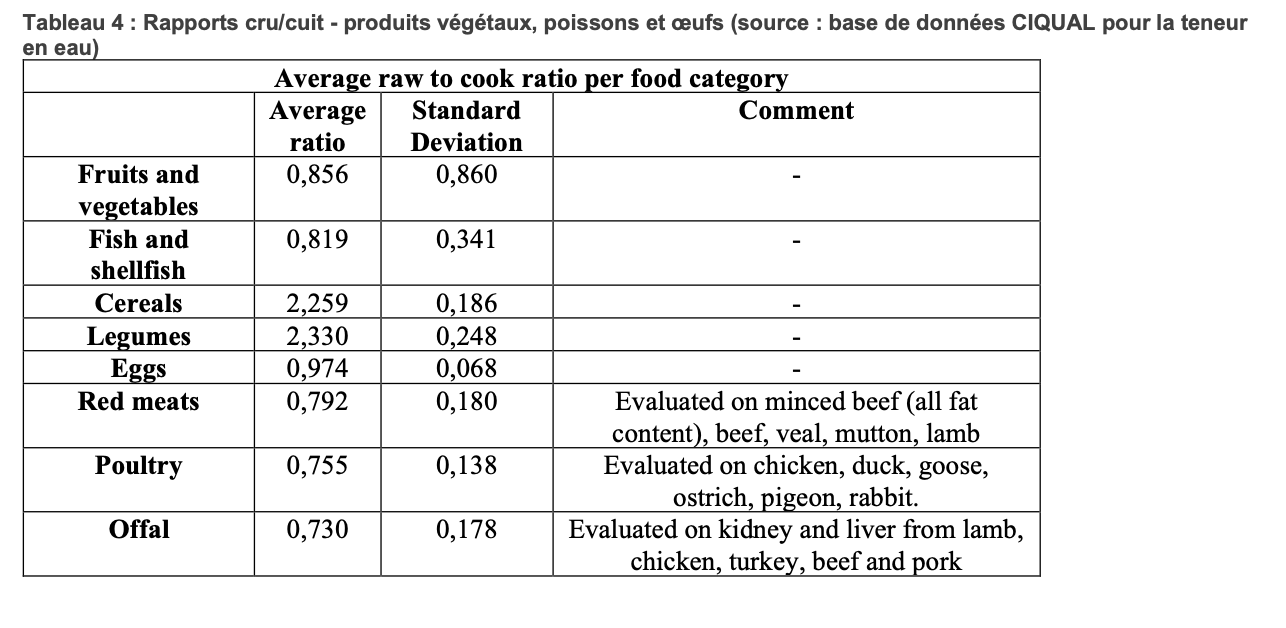 Tableau 4 : Rapports cru/cuit - produits végétaux, poissons et œufs (source : base de données CIQUAL pour la teneur
en eau)
Average raw to cook ratio per food category
Average ratio Standard Deviation Comment
Fruits and vegetables 0,856 0,860 -
Fish and shellfish 0,819 0,341 -
Cereals 2,259 0,186 -
Legumes 2,330 0,248 -
Eggs 0,974 0,068 -
Red meats 0,792 0,180 Evaluated on minced beef (all fat content), beef, veal, mutton, lamb
Poultry 0,755 0,138 Evaluated on chicken, duck, goose, ostrich, pigeon, rabbit.
Offal 0,730 0,178 Evaluated on kidney and liver from lamb, chicken, turkey, beef and pork